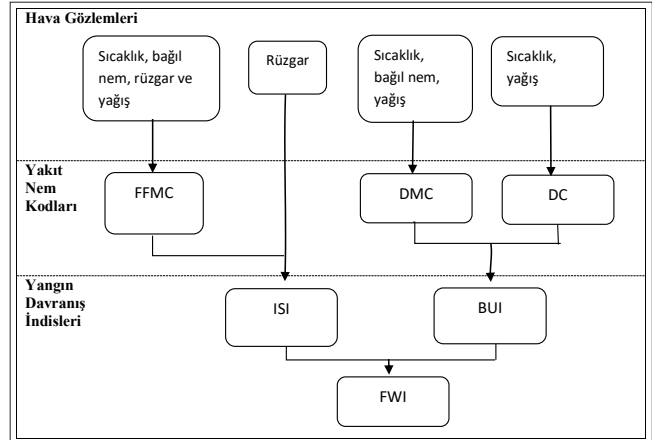 Hava Gözlemleri
Sıcaklık, bağıl
nem, rüzgar ve
yağış
Rüzgar
Sıcaklık,
bağıl nem,
yağış
Sıcaklık,
yağış
Yakıt
Nem
Kodları
FFMC
DMC
DC
Yangın
Davranış
İndisleri
ISI
BUI
FWI